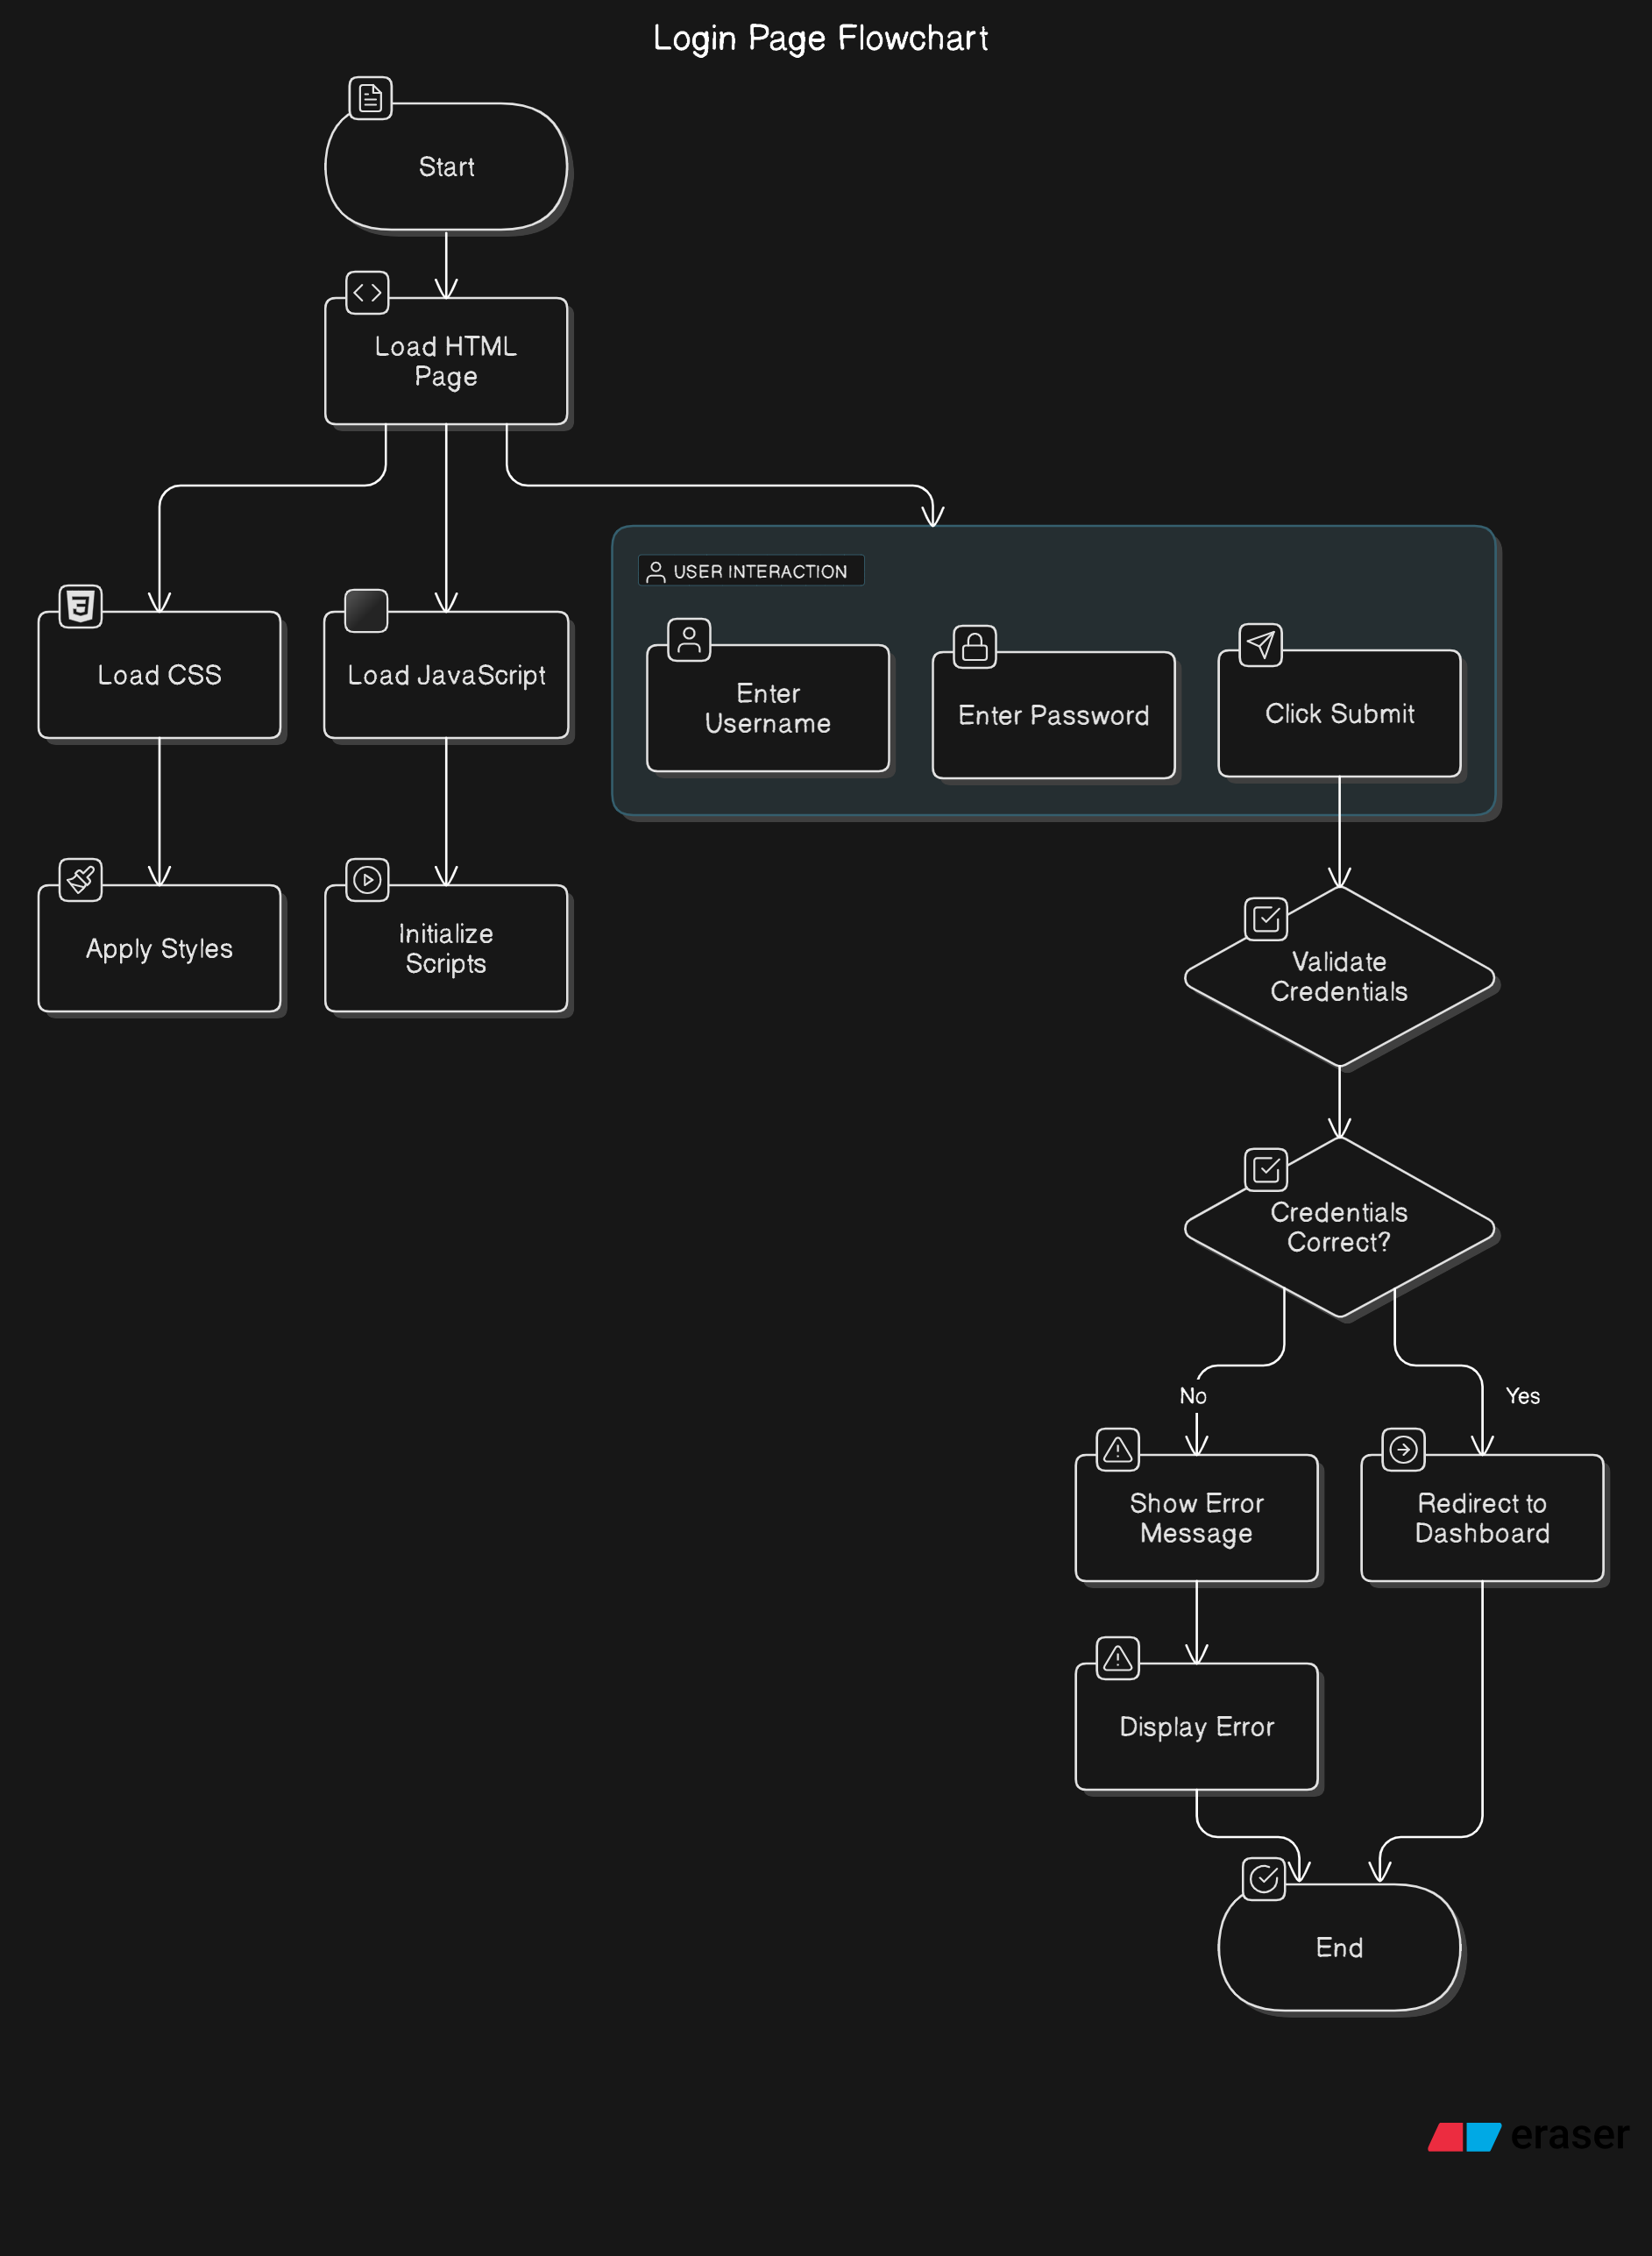 Login Page Flowchart
Start
Load HTML
Page
USER INTERACTION
Load CSS
Load JavaScript
Enter
Username
Enter Password
Click Submit
Apply Styles
Initialize
Scripts
Validate
Credentials
Credentials
Correct?
No
Yes
Show Error
Message
Redirect to
Dashboard
Display Error
End
eraser